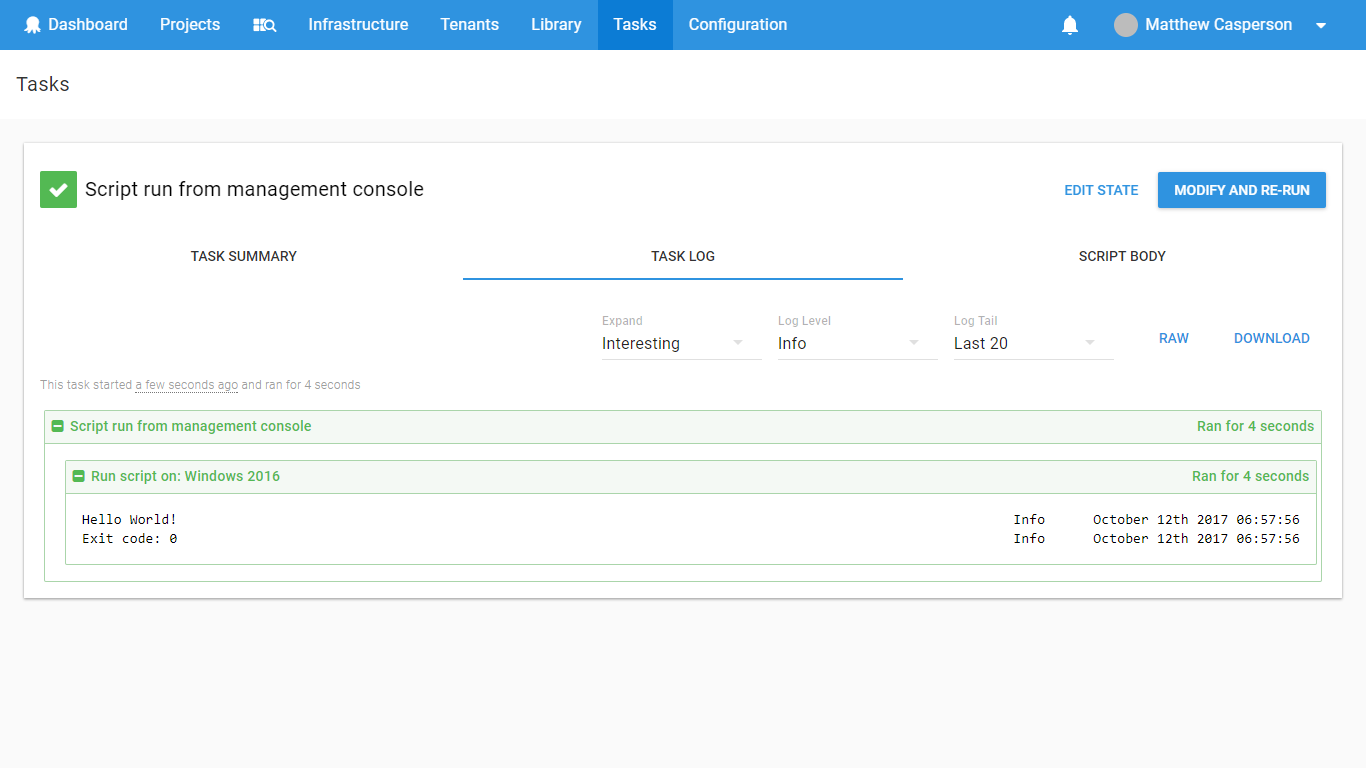 Dashboard Projects Infrastructure Tenants Library Tasks Configuration Matthew Casperson
Tasks
Script run from management console EDIT STATE MODIFY AND RE-RUN
TASK SUMMARY TASK LOG SCRIPT BODY
Expand Log Level Log Tail
Interesting Info Last 20 RAW DOWNLOAD
This task started a few seconds ago and ran for 4 seconds
Script run from management console Ran for 4 seconds
Run script on: Windows 2016 Ran for 4 seconds
Hello World! Info October 12th 2017 06:57:56
Exit code: 0 Info October 12th 2017 06:57:56